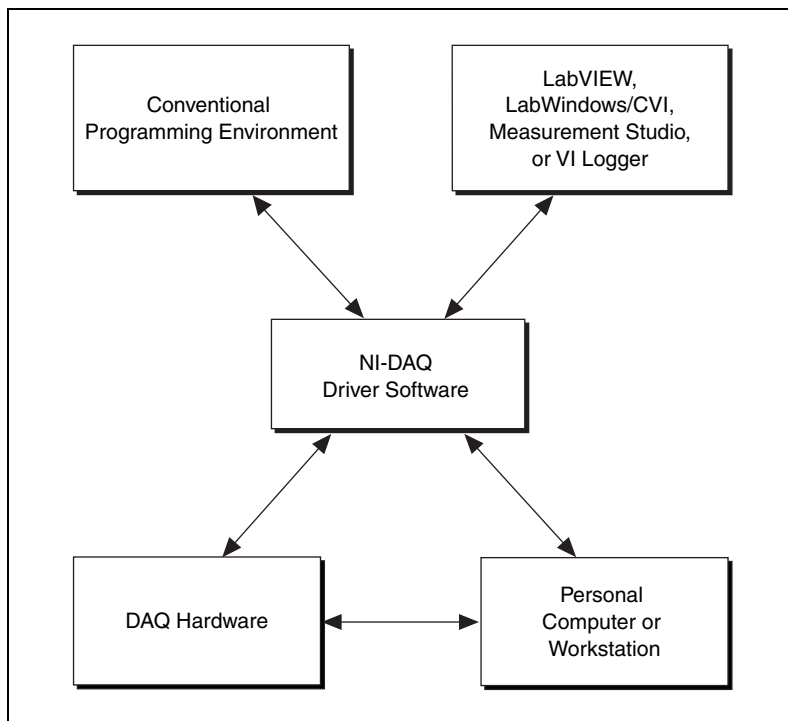 Conventional
Programming Environment
LabVIEW,
LabWindows/CVI,
Measurement Studio,
or VI Logger
NI-DAQ
Driver Software
DAQ Hardware
Personal
Computer or
Workstation